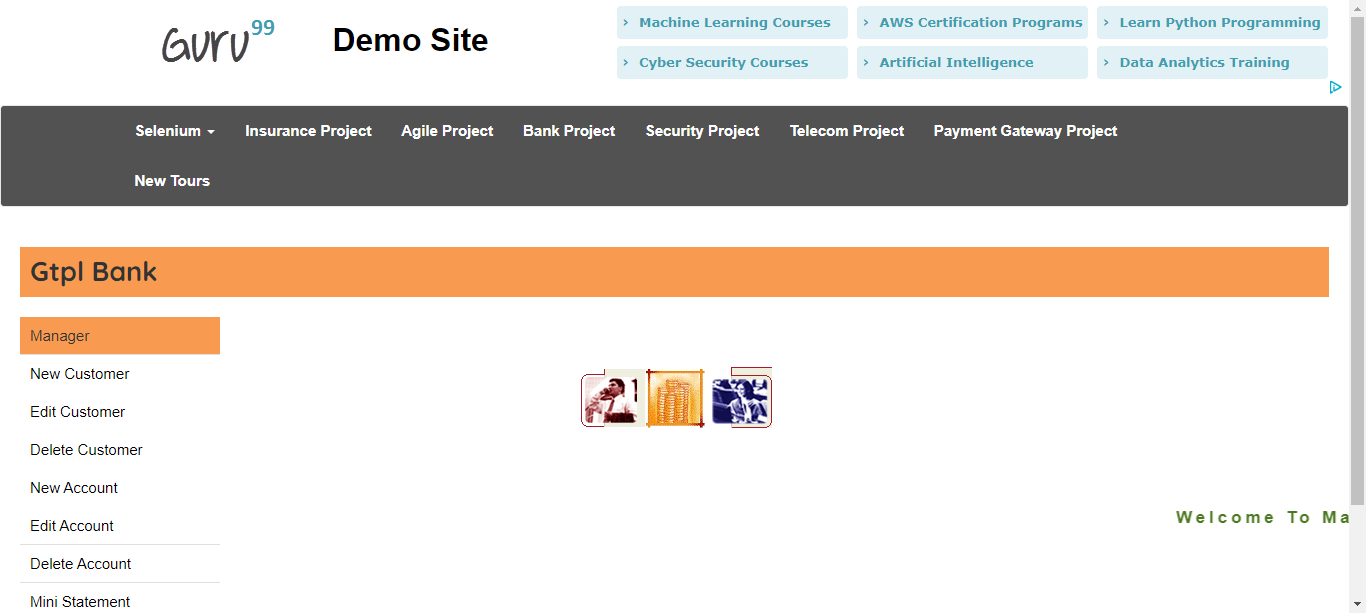 Guru99
Demo Site
› Machine Learning Courses › AWS Certification Programs › Learn Python Programming
› Cyber Security Courses › Artificial Intelligence › Data Analytics Training
Selenium Insurance Project Agile Project Bank Project Security Project Telecom Project Payment Gateway Project
New Tours
Gtpl Bank
Manager
New Customer
Edit Customer
Delete Customer
New Account
Welcome To Ma
Edit Account
Delete Account
Mini Statement